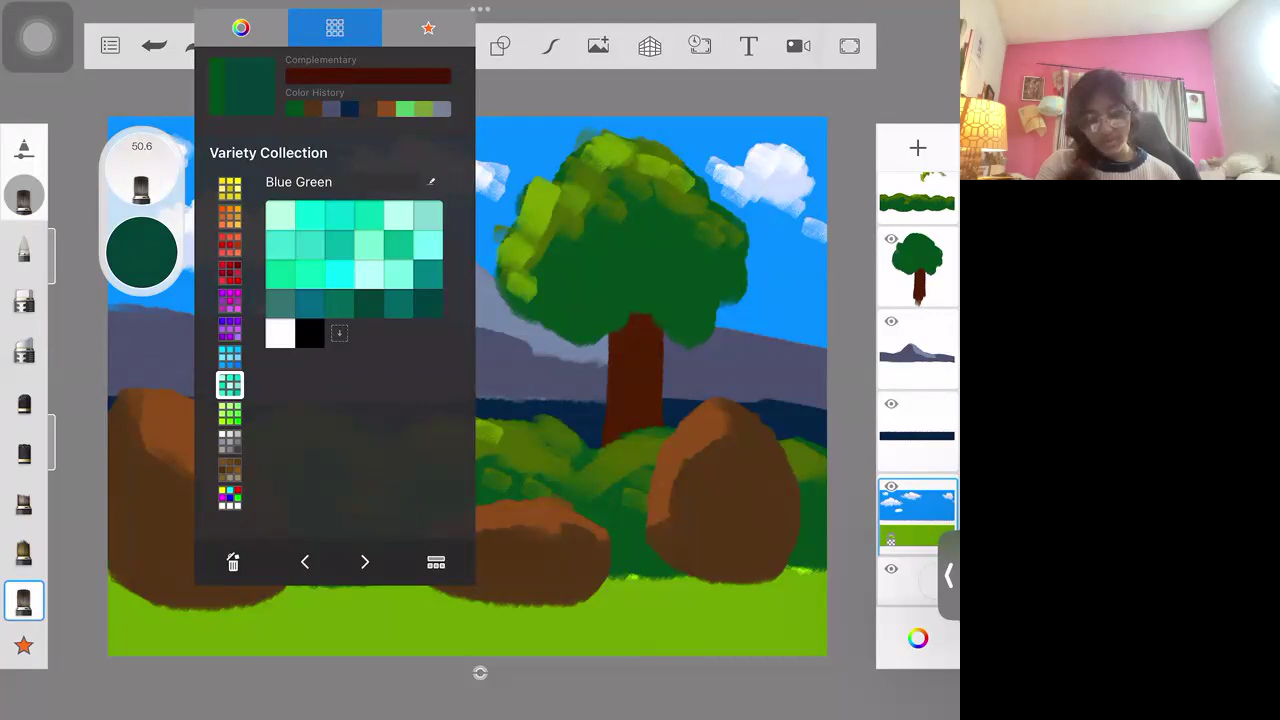 Complementary
Color History
50.6
Variety Collection
Blue Green
T